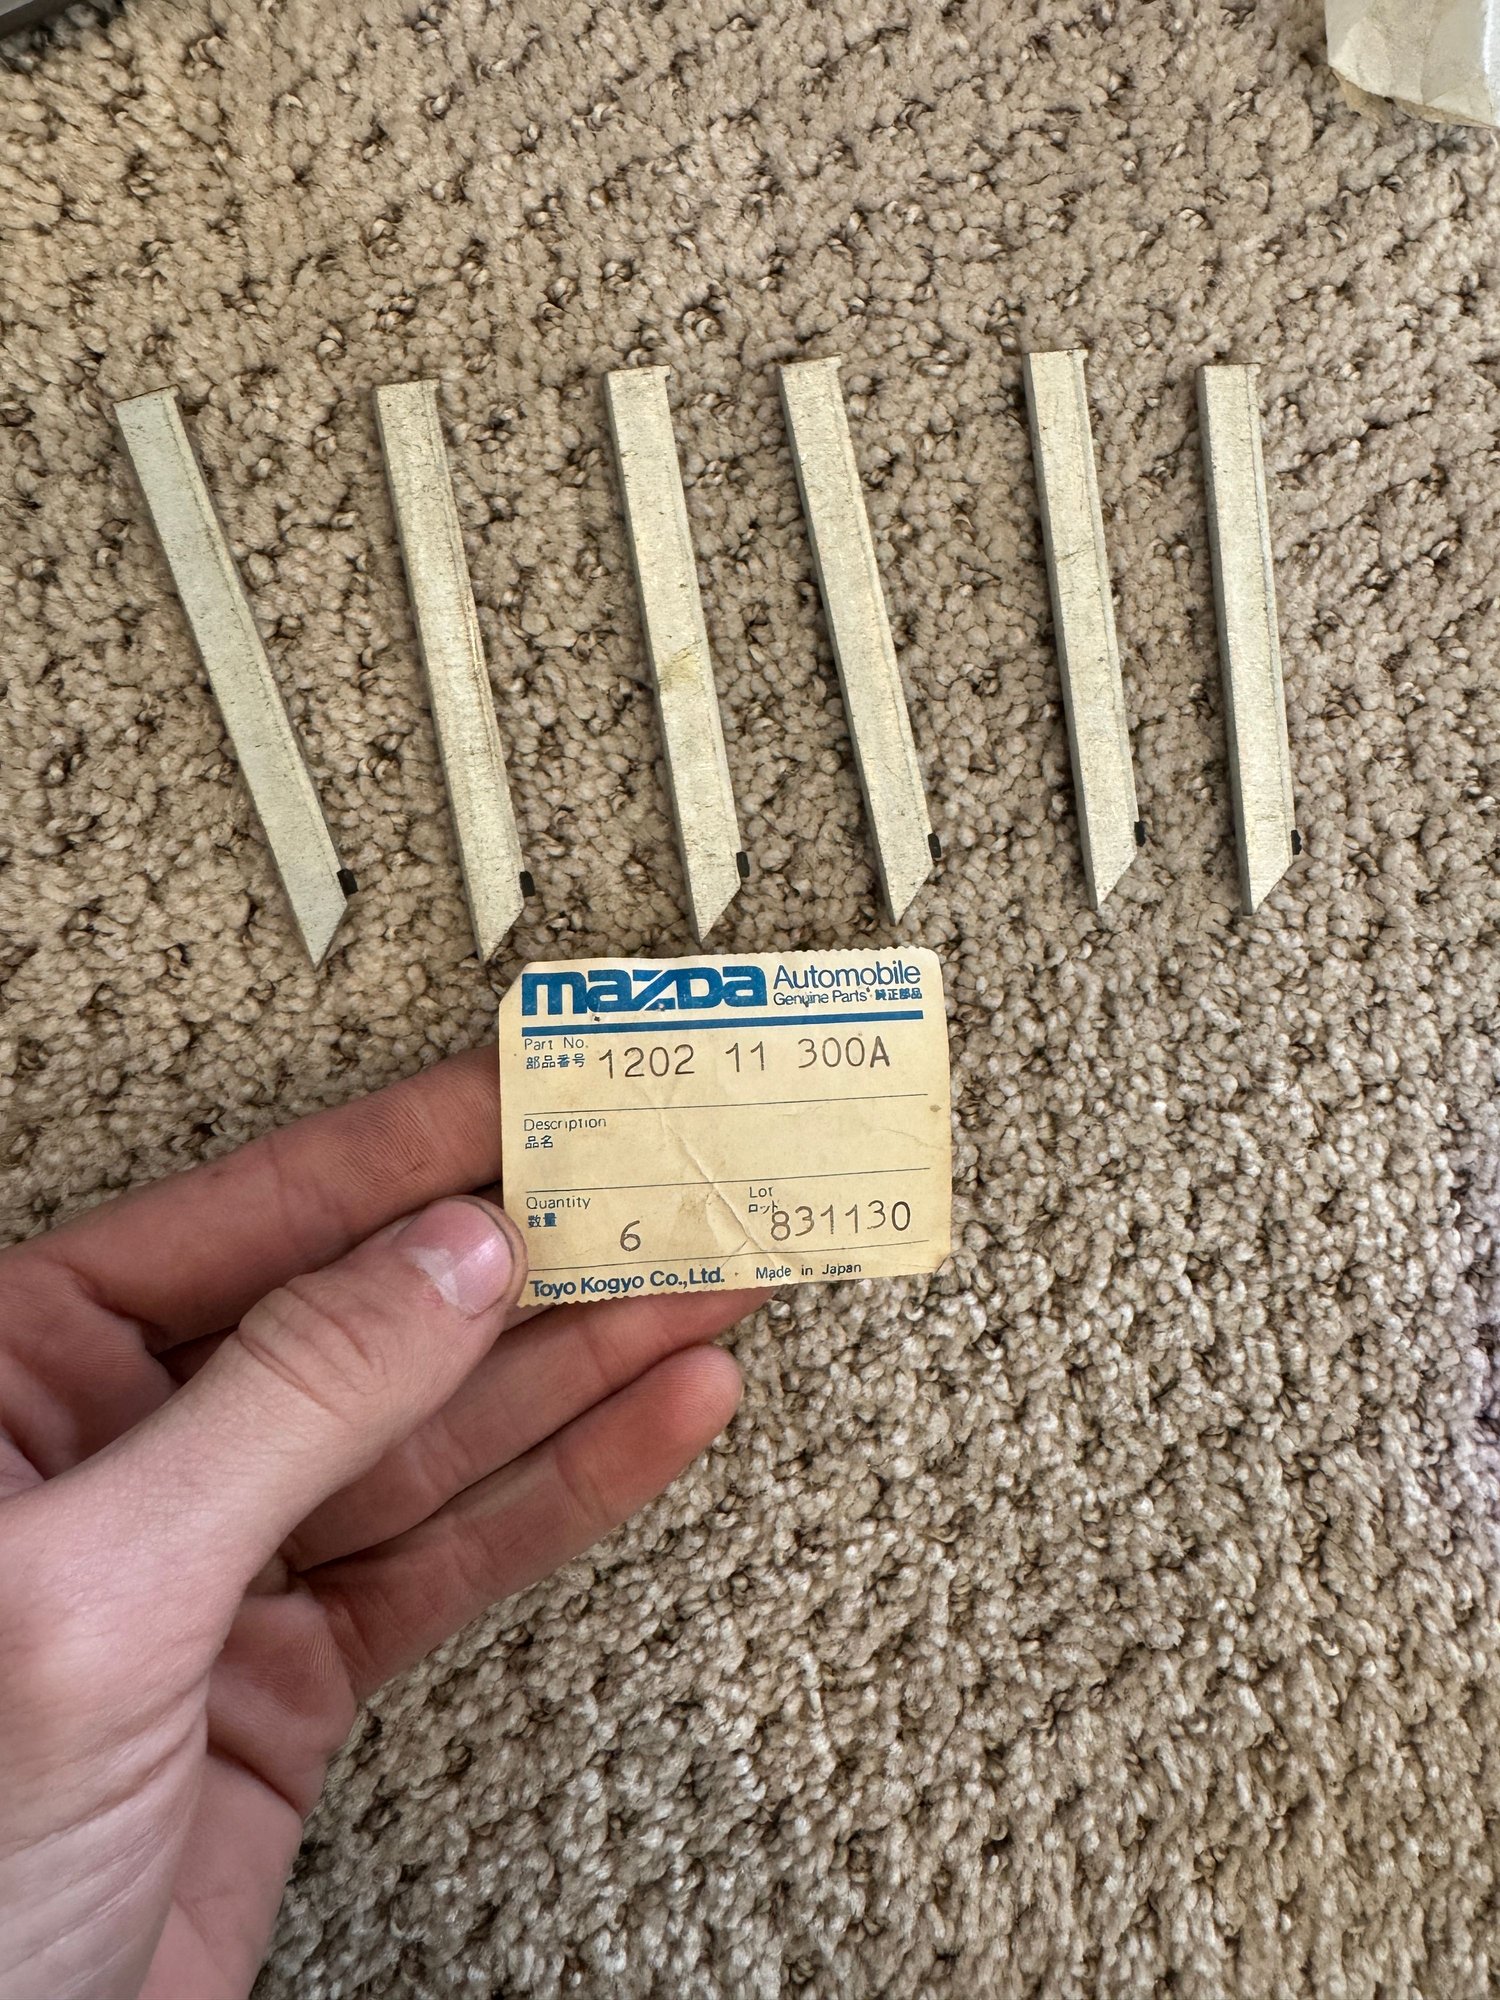 mazda Automobile
Genuine Parts 純正部品
Part No.
部品番号 1202 11 300A
Description
品名
Quantity Lot
数量 6 ロット 831130
Toyo Kogyo Co.,Ltd. Made in Japan